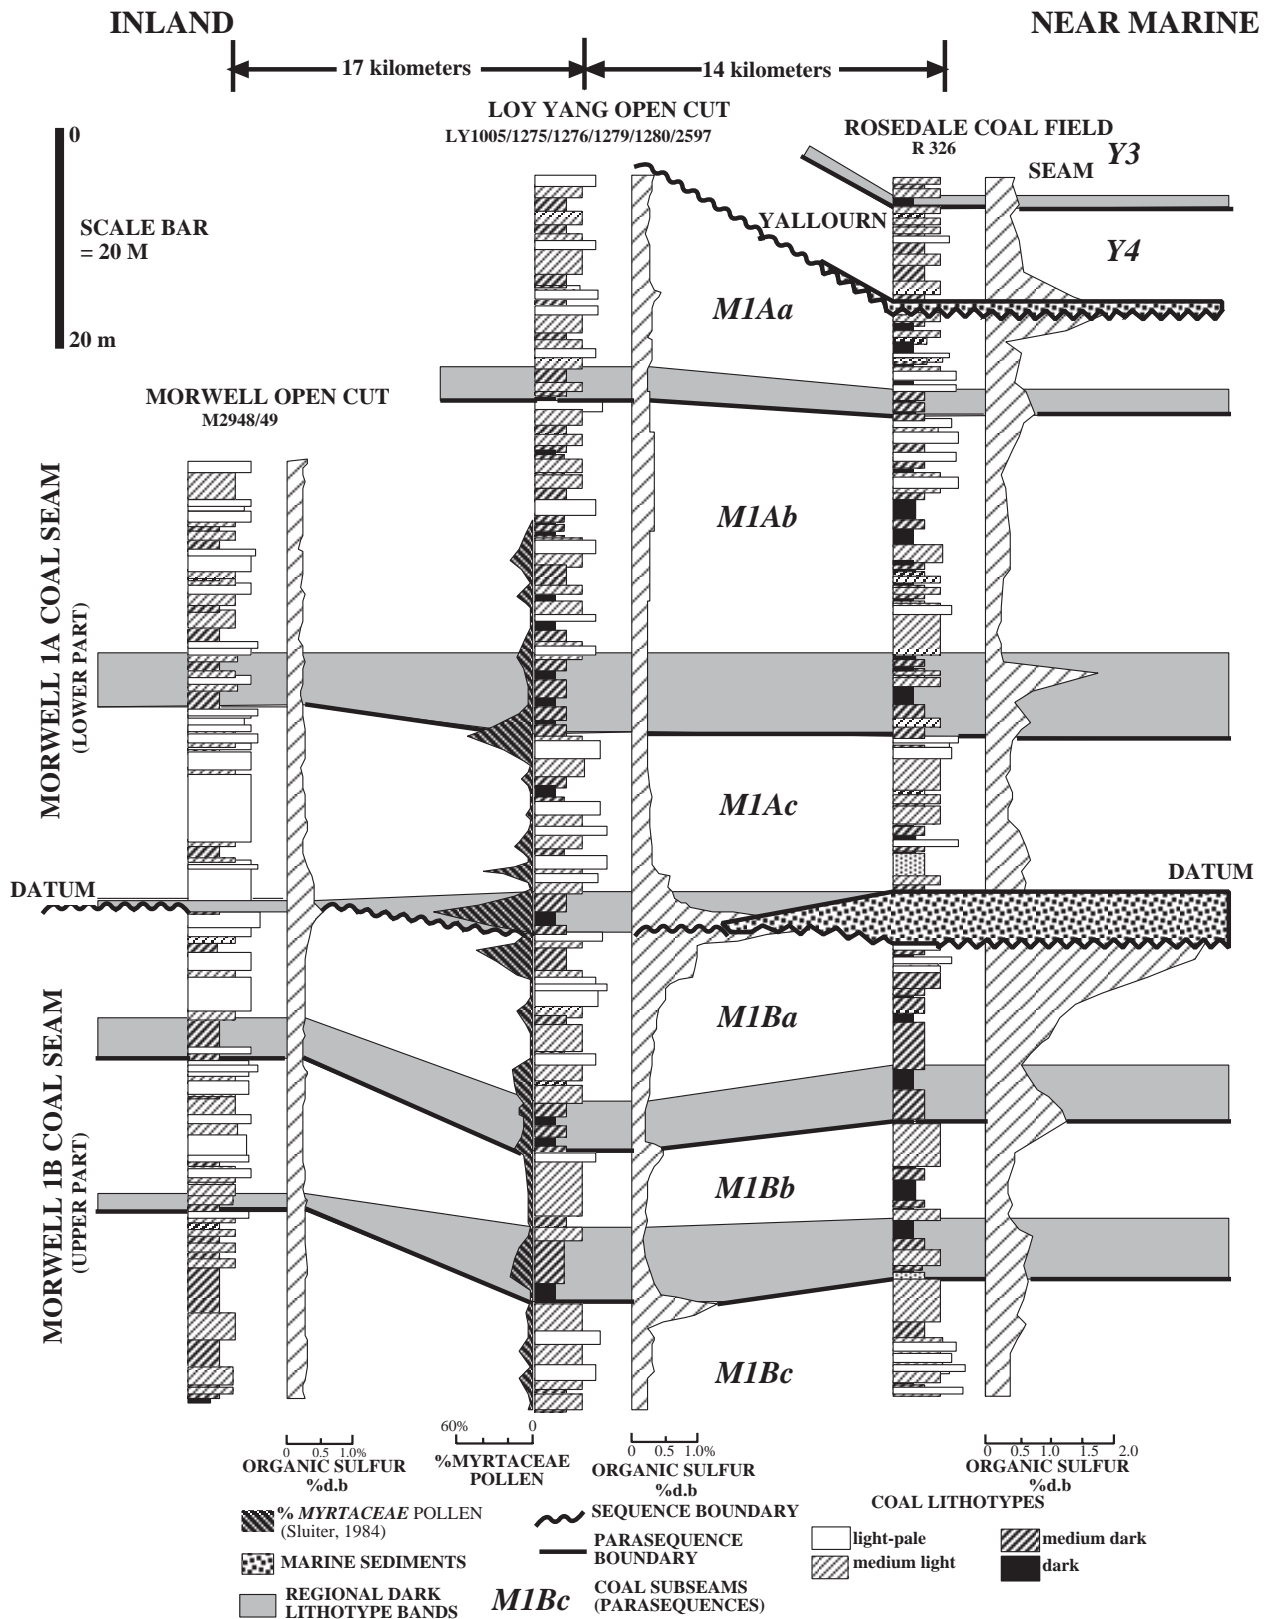 INLAND
NEAR MARINE
17 kilometers
14 kilometers
LOY YANG OPEN CUT
LY1005/1275/1276/1279/1280/2597
ROSEDALE COAL FIELD
R 326
0
SCALE BAR
= 20 M
20 m
SEAM
Y3
YALLOURN
Y4
M1Aa
MORWELL OPEN CUT
M2948/49
MORWELL 1A COAL SEAM
(LOWER PART)
M1Ab
M1Ac
DATUM
DATUM
MORWELL 1B COAL SEAM
(UPPER PART)
M1Ba
M1Bb
M1Bc
0 0.5 1.0%
ORGANIC SULFUR
%d.b
60% 0
%MYRTACEAE
POLLEN
0 0.5 1.0%
ORGANIC SULFUR
%d.b
0 0.5 1.0 2.0
ORGANIC SULFUR
%d.b
% MYRTACEAE POLLEN
(Sluiter, 1984)
MARINE SEDIMENTS
REGIONAL DARK
LITHOTYPE BANDS
SEQUENCE BOUNDARY
PARASEQUENCE
BOUNDARY
M1Bc
COAL SUBSEAMS
(PARASEQUENCES)
COAL LITHOTYPES
light-pale
medium light
medium dark
dark